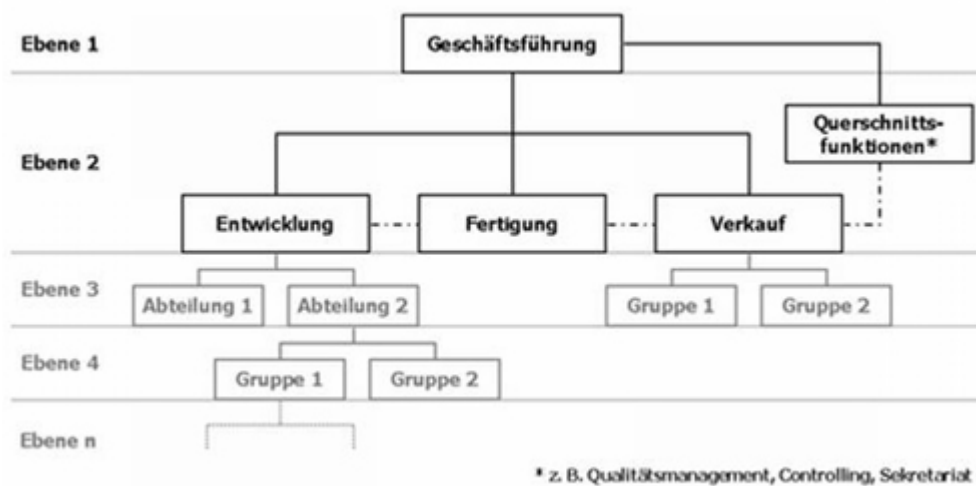 Ebene 1
Geschäftsführung
Querschnitts-
funktionen*
Ebene 2
Entwicklung
Fertigung
Verkauf
Ebene 3
Abteilung 1
Abteilung 2
Gruppe 1
Gruppe 2
Ebene 4
Gruppe 1
Gruppe 2
Ebene n
* z. B. Qualitätsmanagement, Controlling, Sekretariat